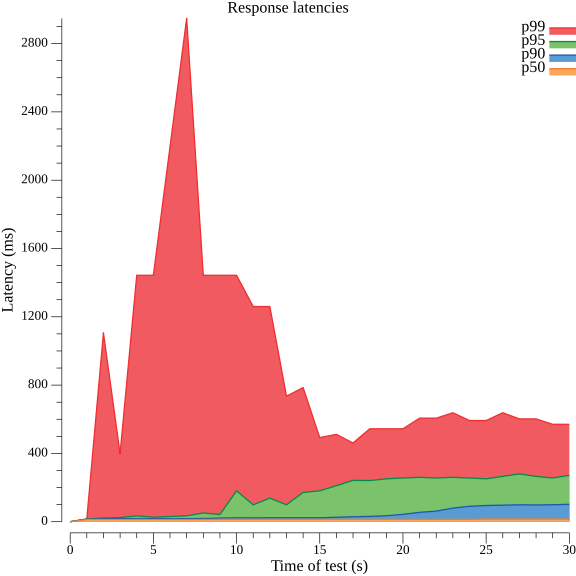 Response latencies
p99
p95
p90
p50
Latency (ms)
2800
2400
2000
1600
1200
800
400
0
0 5 10 15 20 25 30
Time of test (s)